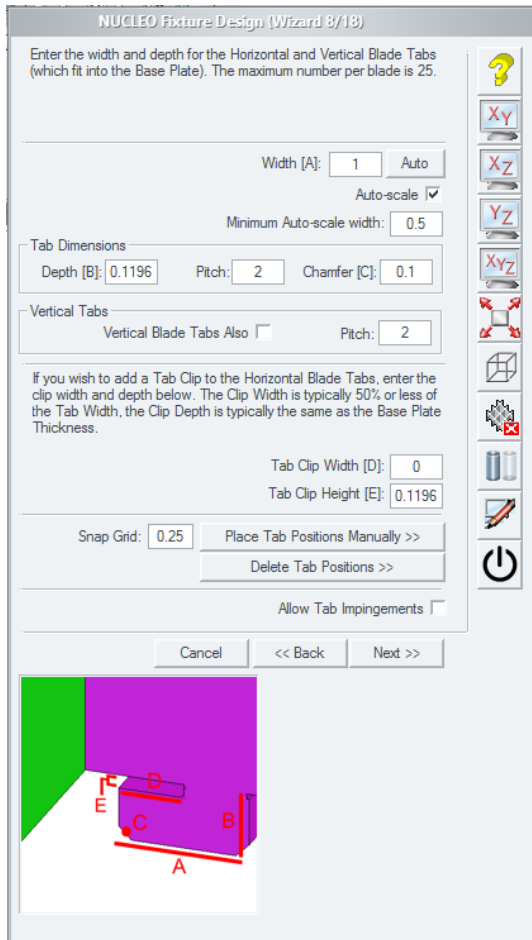 NUCLEO Fixture Design (Wizard 8/18)
Enter the width and depth for the Horizontal and Vertical Blade Tabs
(which fit into the Base Plate). The maximum number per blade is 25.
?
XY
Width [A]: 1 Auto
XZ
Auto-scale
Minimum Auto-scale width: 0.5
YZ
Tab Dimensions
Depth [B]: 0.1196 Pitch: 2 Chamfer [C]: 0.1
XYZ
Vertical Tabs
Vertical Blade Tabs Also Pitch: 2
If you wish to add a Tab Clip to the Horizontal Blade Tabs, enter the
clip width and depth below. The Clip Width is typically 50% or less of
the Tab Width, the Clip Depth is typically the same as the Base Plate
Thickness.
Tab Clip Width [D]: 0
Tab Clip Height [E]: 0.1196
Snap Grid: 0.25 Place Tab Positions Manually >>
Delete Tab Positions >>
Allow Tab Impingements
Cancel << Back Next >>
D
E
C
B
A